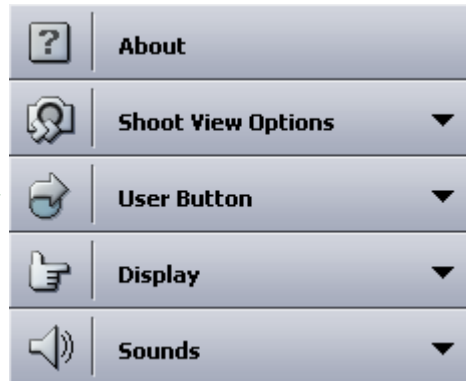 About
Shoot View Options
User Button
Display
Sounds